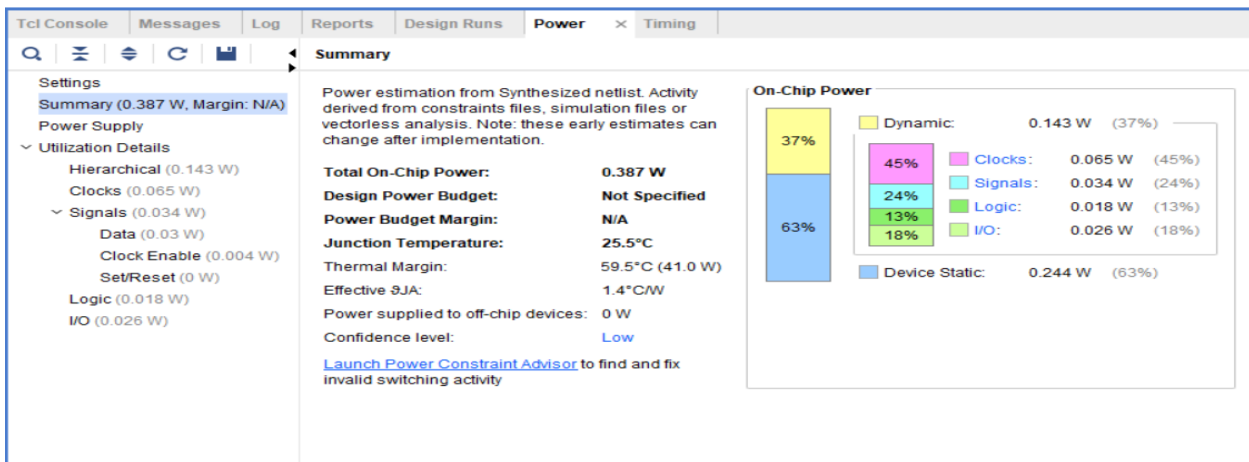 Tcl Console Messages Log Reports Design Runs Power × Timing
Summary
Settings
Summary (0.387 W, Margin: N/A)
Power Supply
Utilization Details
Hierarchical (0.143 W)
Clocks (0.065 W)
Signals (0.034 W)
Data (0.03 W)
Clock Enable (0.004 W)
Set/Reset (0 W)
Logic (0.018 W)
I/O (0.026 W)
Power estimation from Synthesized netlist. Activity
derived from constraints files, simulation files or
vectorless analysis. Note: these early estimates can
change after implementation.
Total On-Chip Power: 0.387 W
Design Power Budget: Not Specified
Power Budget Margin: N/A
Junction Temperature: 25.5°C
Thermal Margin: 59.5°C (41.0 W)
Effective ϑJA: 1.4°C/W
Power supplied to off-chip devices: 0 W
Confidence level: Low
Launch Power Constraint Advisor to find and fix
invalid switching activity
On-Chip Power
37%
63%
Dynamic: 0.143 W (37%)
45%
24%
13%
18%
Clocks: 0.065 W (45%)
Signals: 0.034 W (24%)
Logic: 0.018 W (13%)
I/O: 0.026 W (18%)
Device Static: 0.244 W (63%)